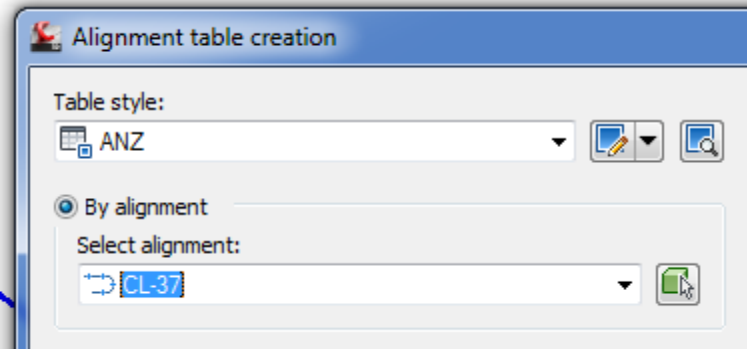 Alignment table creation
Table style:
ANZ
By alignment
Select alignment:
CL-37